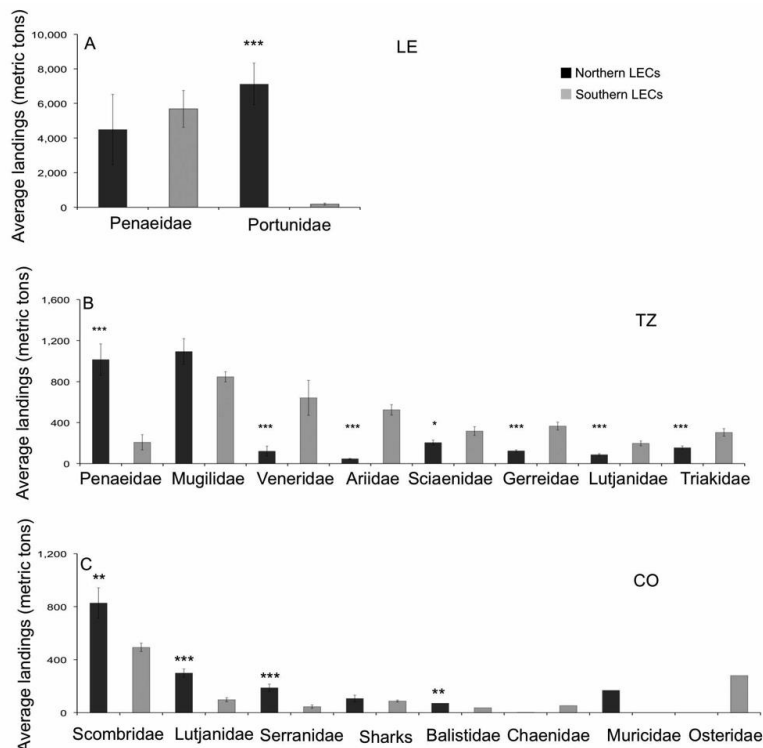 A
***
LE
Northern LECs
Southern LECs
Average landings (metric tons)
10,000
8,000
6,000
4,000
2,000
0
Penaeidae Portunidae
B
TZ
Average landings (metric tons)
1,600
1,200
800
400
0
*** *** *** * *** *** ***
Penaeidae Mugilidae Veneridae Ariidae Sciaenidae Gerreidae Lutjanidae Triakidae
C
CO
Average landings (metric tons)
1,200
800
400
0
** *** *** **
Scombridae Lutjanidae Serranidae Sharks Balistidae Chaenidae Muricidae Osteridae